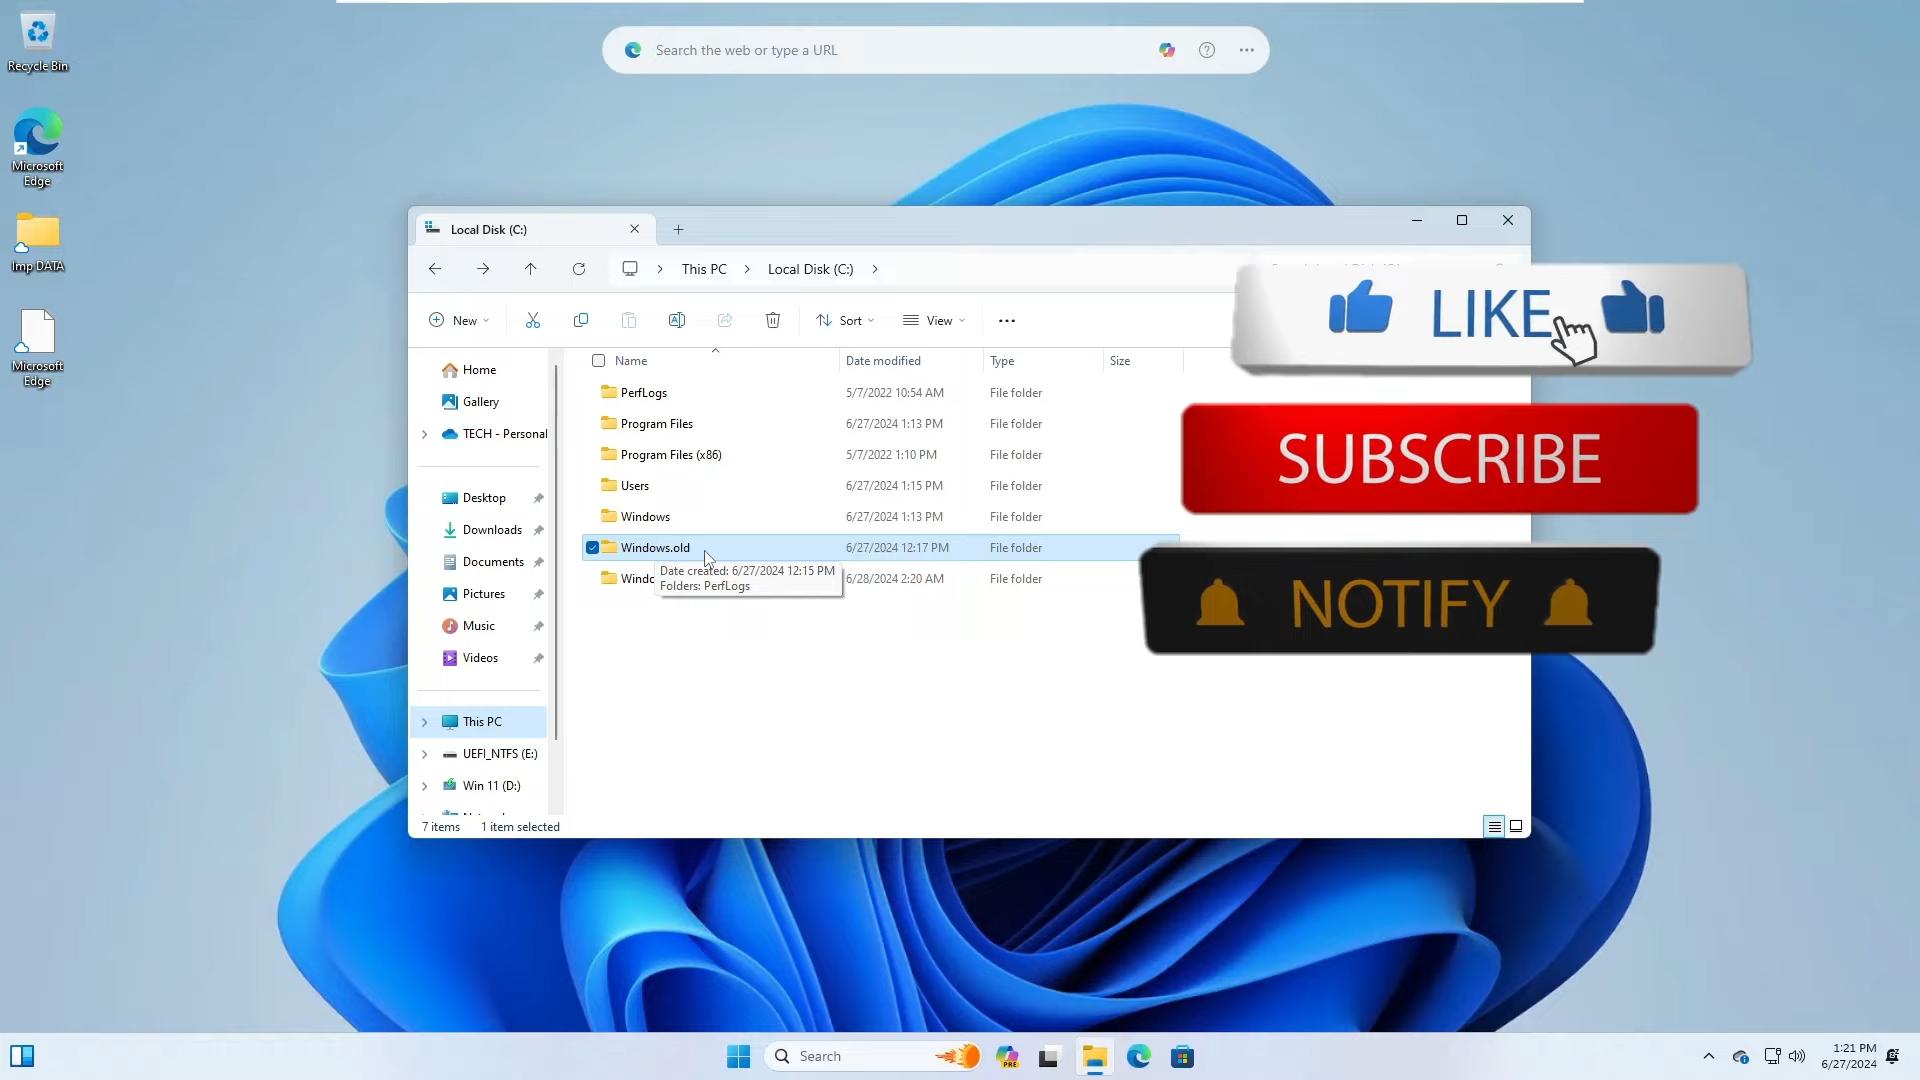 Recycle Bin
Search the web or type a URL
Microsoft
Edge
Imp DATA
Microsoft
Edge
Local Disk (C:)
This PC
Local Disk (C:)
New
Sort
View
Name
Date modified
Type
Size
Home
Gallery
TECH - Personal
Desktop
Downloads
Documents
Pictures
Music
Videos
This PC
UEFI_NTFS (E:)
Win 11 (D:)
PerfLogs 5/7/2022 10:54 AM File folder
Program Files 6/27/2024 1:13 PM File folder
Program Files (x86) 5/7/2022 1:10 PM File folder
Users 6/27/2024 1:15 PM File folder
Windows 6/27/2024 1:13 PM File folder
Windows.old 6/27/2024 12:17 PM File folder
Windo 6/28/2024 2:20 AM File folder
Date created: 6/27/2024 12:15 PM
Folders: PerfLogs
7 items
1 item selected
LIKE
SUBSCRIBE
NOTIFY
Search
PRE
1:21 PM
6/27/2024